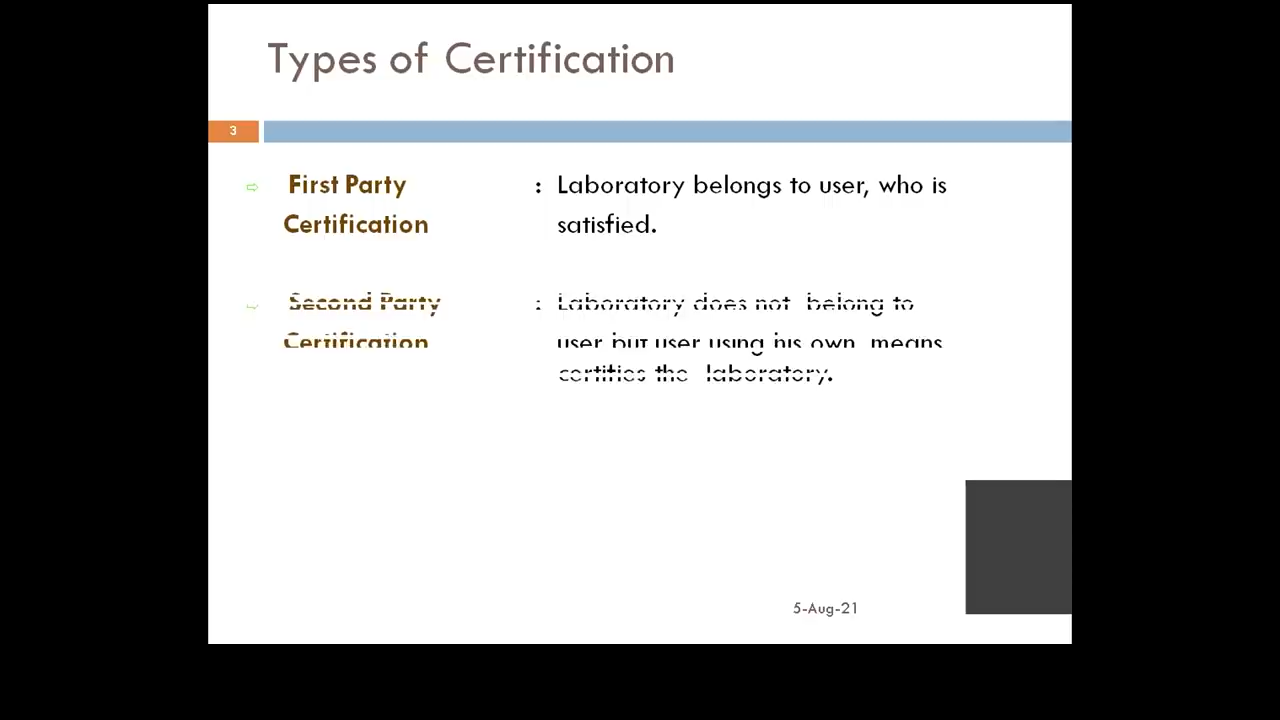 Types of Certification
3
First Party : Laboratory belongs to user, who is
Certification satisfied.
Second Party : Laboratory does not belong to
Certification user but user using his own means
certifies the laboratory.
5-Aug-21